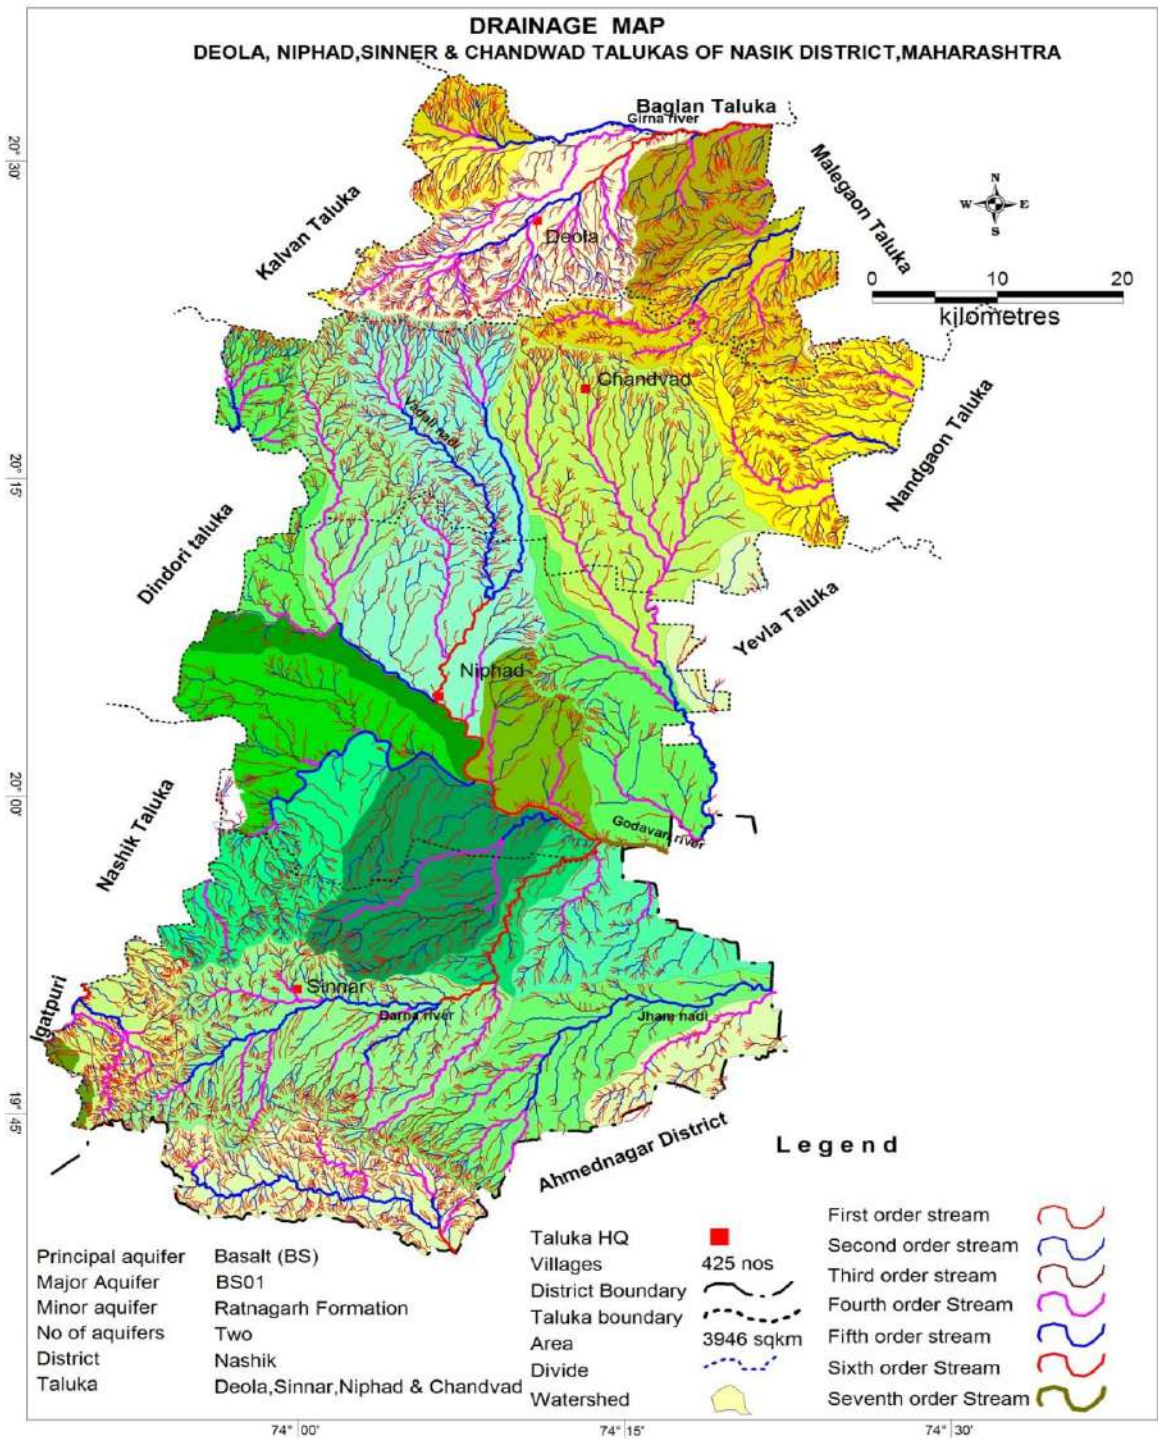 DRAINAGE MAP
DEOLA, NIPHAD,SINNER & CHANDWAD TALUKAS OF NASIK DISTRICT,MAHARASHTRA
Baglan Taluka
Girna river
20° 30'
Malegaon Taluka
N
W E
S
Kalvan Taluka
Deola
0 10 20
kilometres
Chandvad
Vadali nadi
Nandgaon Taluka
20° 15'
Dindori taluka
Yevla Taluka
Niphad
20° 00'
Nashik Taluka
Godavari river
Igatpuri
Sinnar
Darna river
Jham nadi
19° 45'
Ahmednagar District
Legend
Principal aquifer Basalt (BS)
Major Aquifer BS01
Minor aquifer Ratnagarh Formation
No of aquifers Two
District Nashik
Taluka Deola,Sinnar,Niphad & Chandvad
Taluka HQ
Villages 425 nos
District Boundary
Taluka boundary
Area 3946 sqkm
Divide
Watershed
First order stream
Second order stream
Third order stream
Fourth order Stream
Fifth order stream
Sixth order Stream
Seventh order Stream
74° 00' 74° 15' 74° 30'